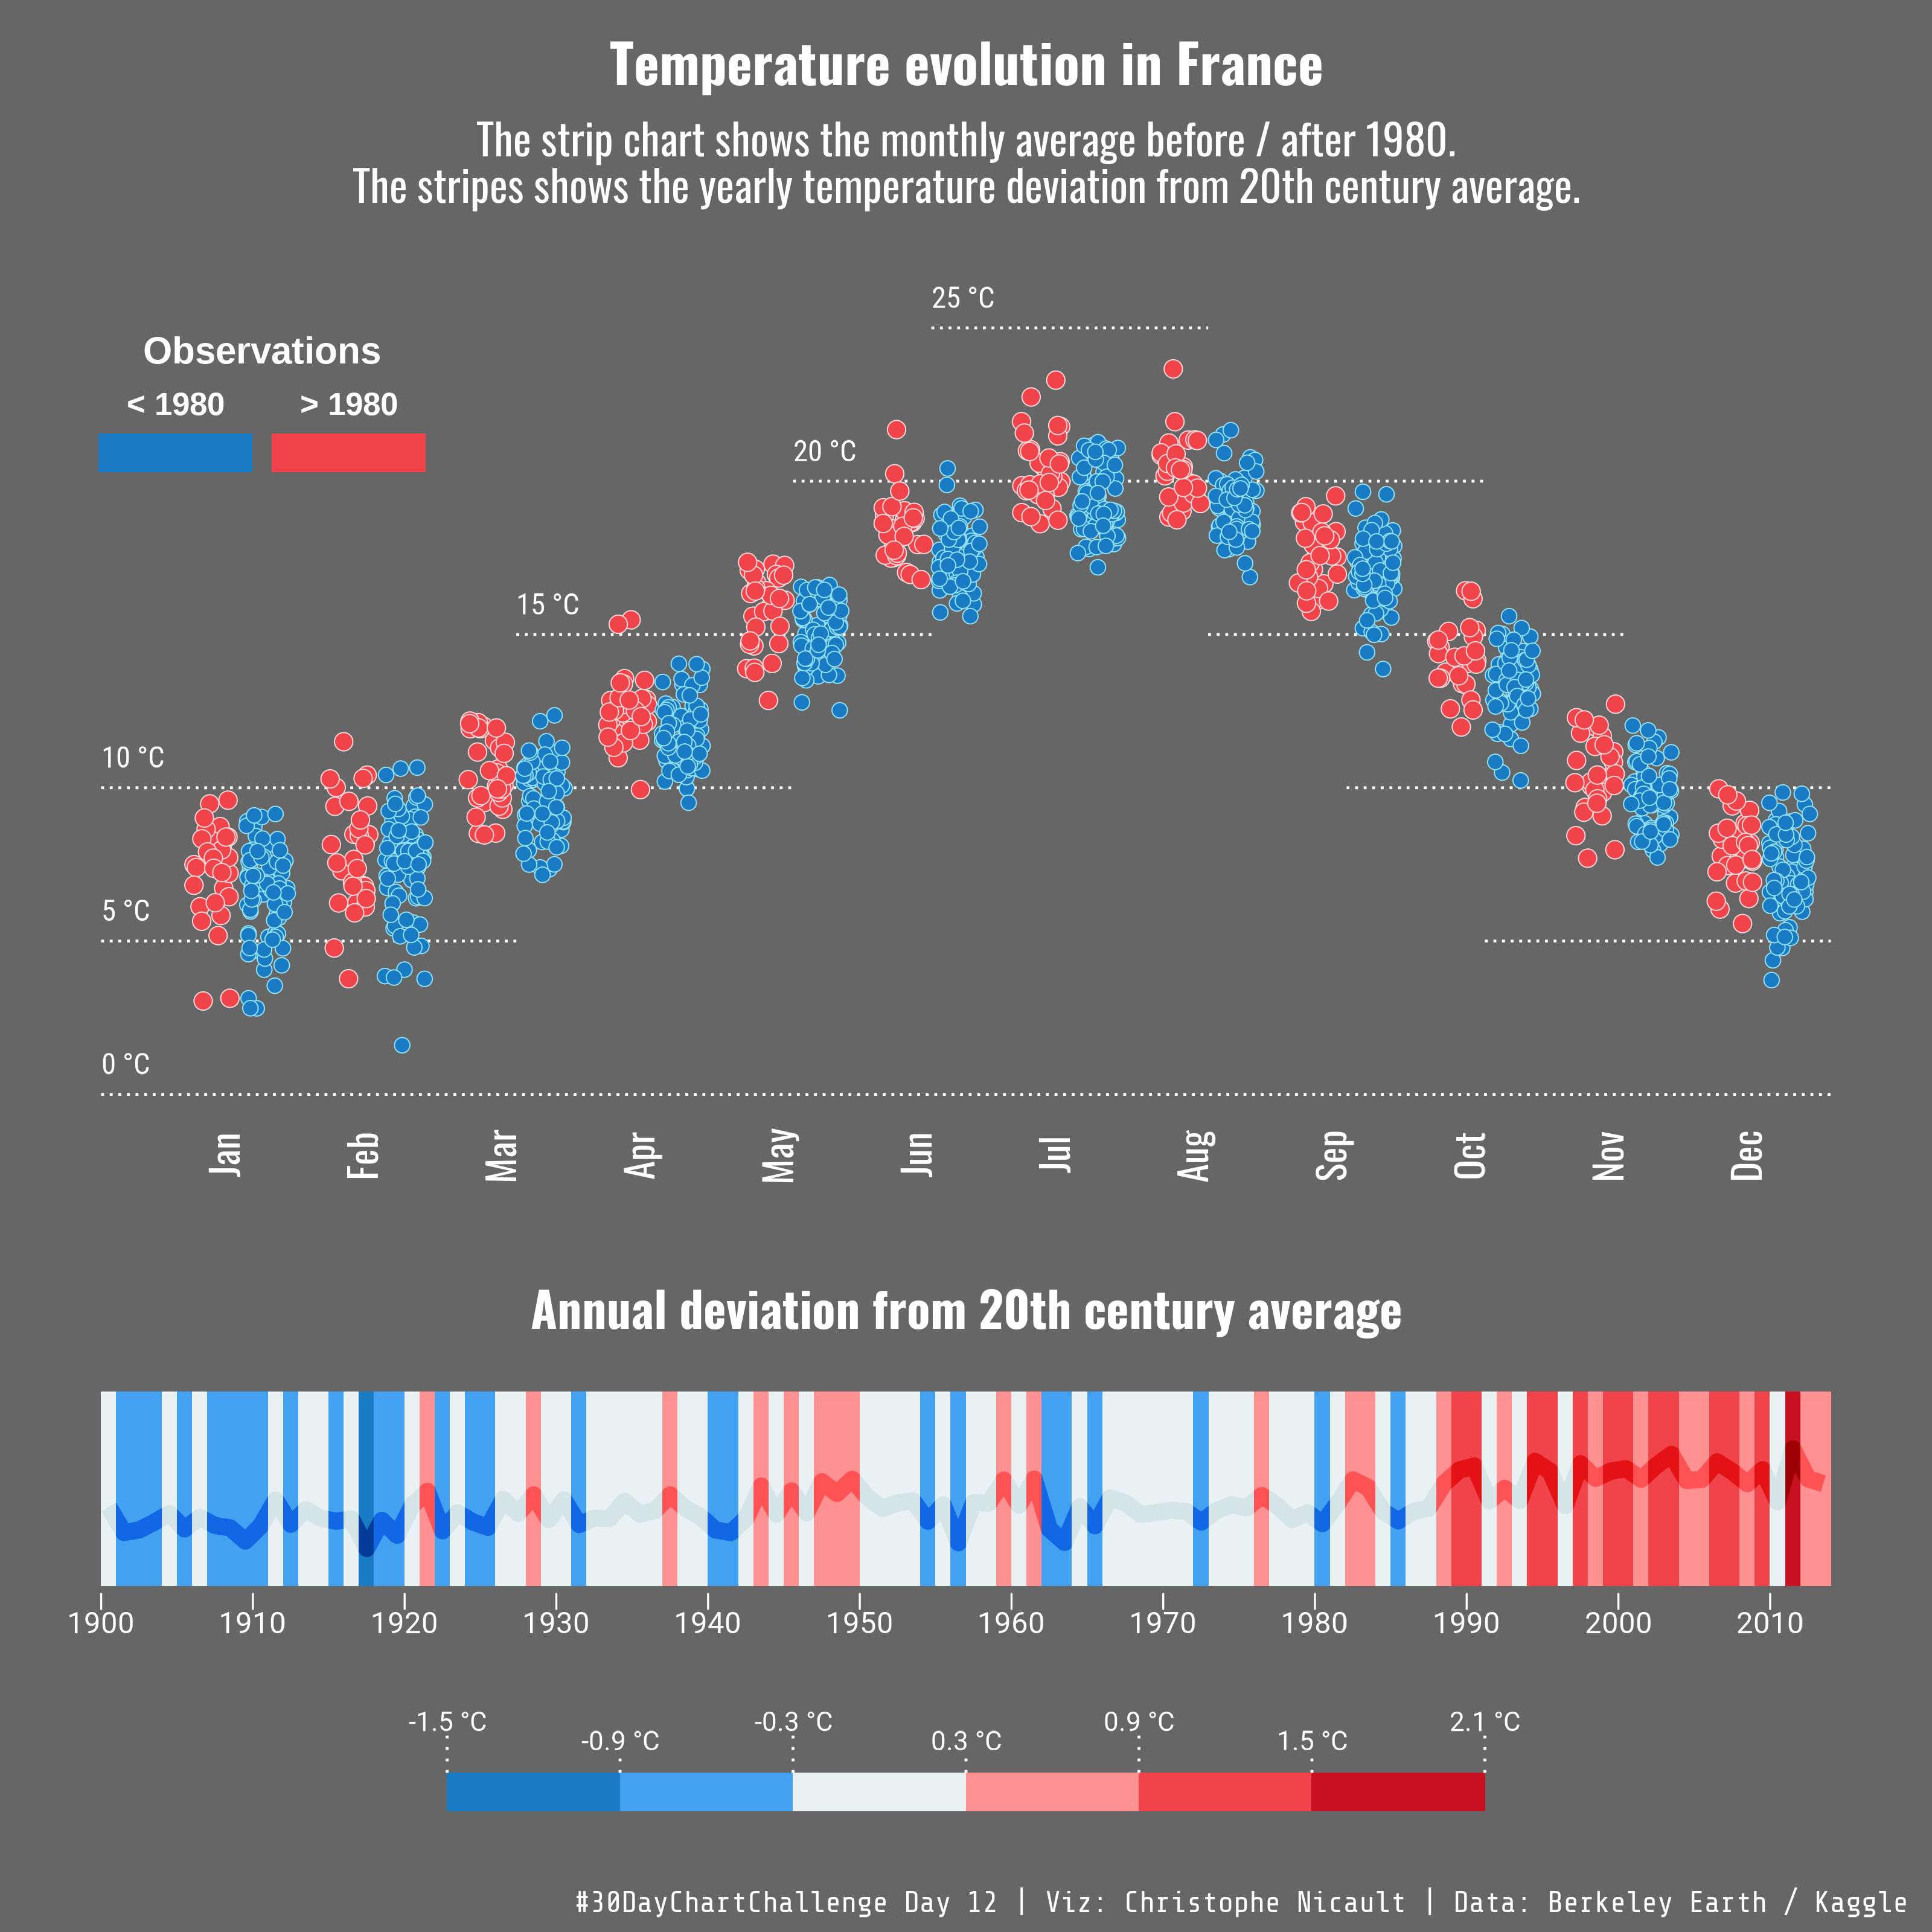 Temperature evolution in France
The strip chart shows the monthly average before / after 1980.
The stripes shows the yearly temperature deviation from 20th century average.
25 °C
Observations
< 1980 > 1980
20 °C
15 °C
10 °C
5 °C
0 °C
Jan Feb Mar Apr May Jun Jul Aug Sep Oct Nov Dec
Annual deviation from 20th century average
1900 1910 1920 1930 1940 1950 1960 1970 1980 1990 2000 2010
-1.5 °C -0.3 °C 0.9 °C 2.1 °C
-0.9 °C 0.3 °C 1.5 °C
#30DayChartChallenge Day 12 | Viz: Christophe Nicault | Data: Berkeley Earth / Kaggle